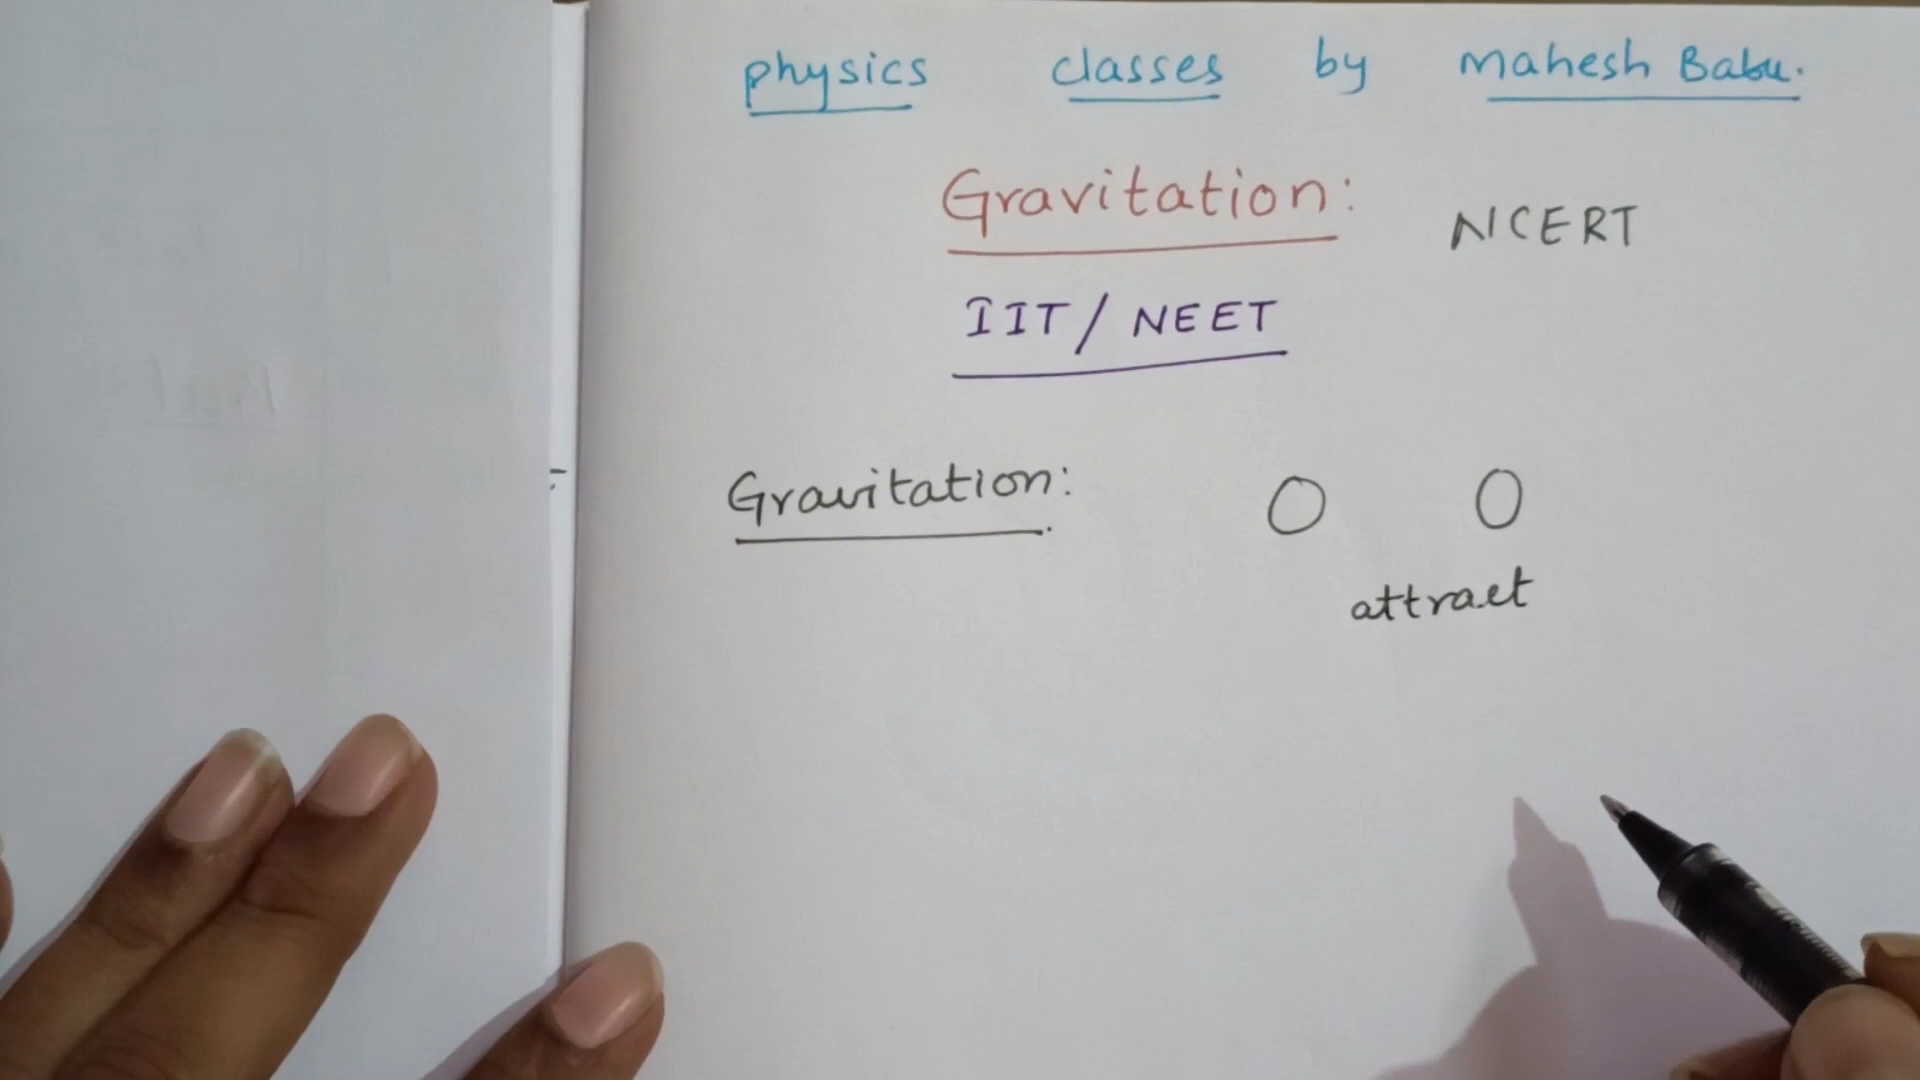 physics classes by mahesh Babu.
Gravitation:
NCERT
IIT / NEET
Gravitation:
attract